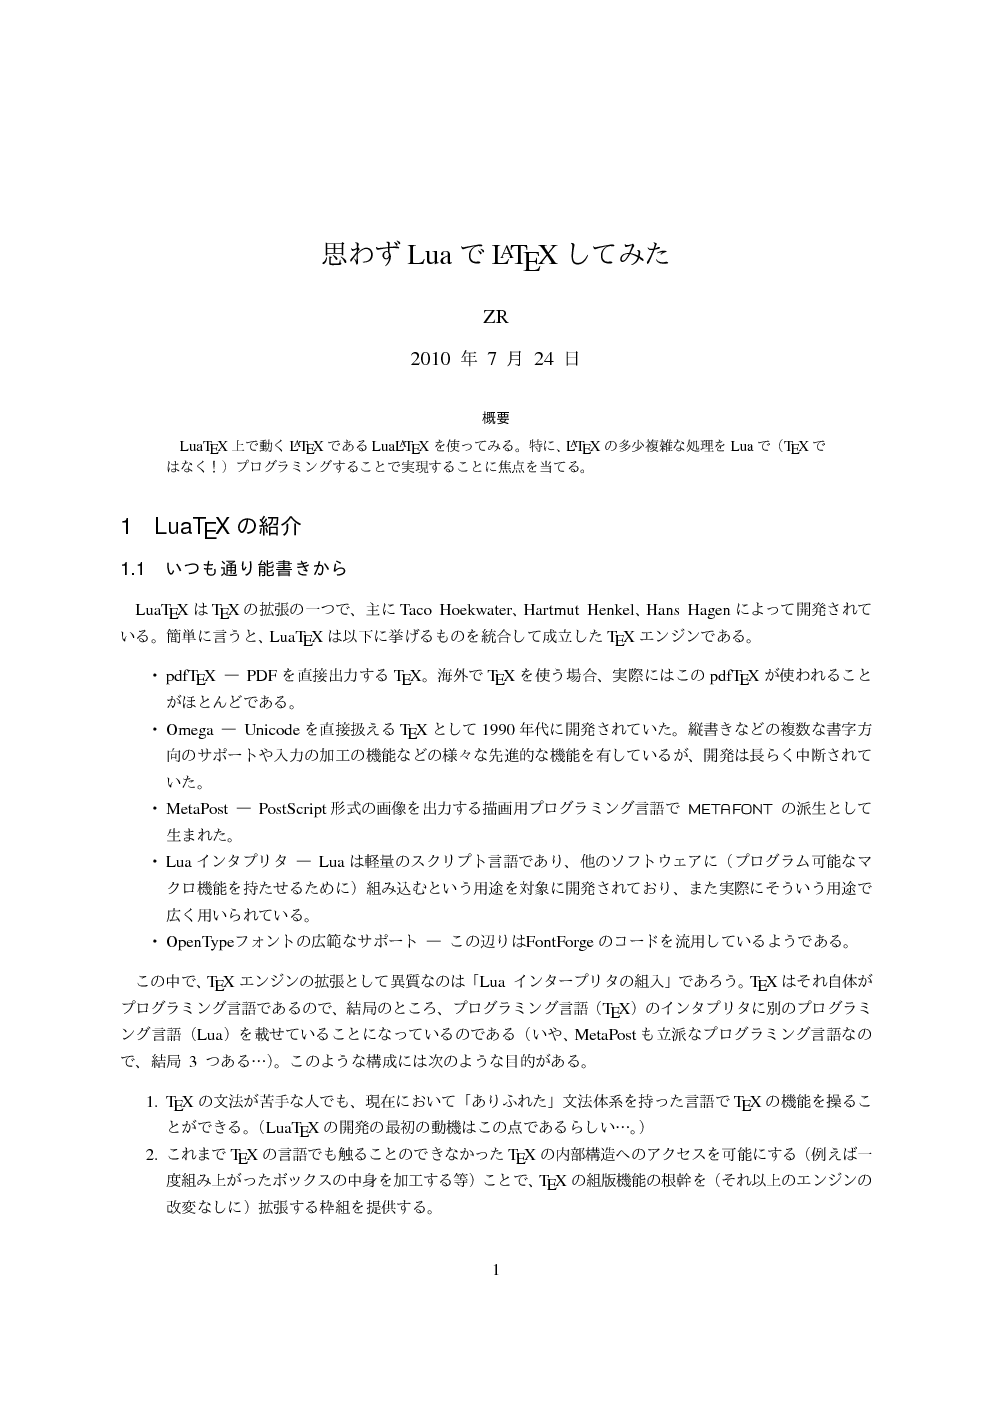 思わず Lua で LATEX してみた
ZR
2010 年 7 月 24 日
概要
LuaTEX 上で動く LATEX である LuaLATEX を使ってみる。特に、LATEX の多少複雑な処理を Lua で（TEX で
はなく！）プログラミングすることで実現することに焦点を当てる。
1 LuaTEX の紹介
1.1 いつも通り能書きから
LuaTEX は TEX の拡張の一つで、主に Taco Hoekwater、Hartmut Henkel、Hans Hagen によって開発されて
いる。簡単に言うと、LuaTEX は以下に挙げるものを統合して成立した TEX エンジンである。
・pdfTEX — PDF を直接出力する TEX。海外で TEX を使う場合、実際にはこの pdfTEX が使われること
がほとんどである。
・Omega — Unicode を直接扱える TEX として 1990 年代に開発されていた。縦書きなどの複数な書字方
向のサポートや入力の加工の機能などの様々な先進的な機能を有しているが、開発は長らく中断されて
いた。
・MetaPost — PostScript 形式の画像を出力する描画用プログラミング言語で METAFONT の派生として
生まれた。
・Lua インタプリタ — Lua は軽量のスクリプト言語であり、他のソフトウェアに（プログラム可能なマ
クロ機能を持たせるために）組み込むという用途を対象に開発されており、また実際にそういう用途で
広く用いられている。
・OpenTypeフォントの広範なサポート — この辺りはFontForge のコードを流用しているようである。
この中で、TEX エンジンの拡張として異質なのは「Lua インタープリタの組入」であろう。TEX はそれ自体が
プログラミング言語であるので、結局のところ、プログラミング言語（TEX）のインタプリタに別のプログラミ
ング言語（Lua）を載せていることになっているのである（いや、MetaPost も立派なプログラミング言語なの
で、結局 3 つある…）。このような構成には次のような目的がある。
1. TEX の文法が苦手な人でも、現在において「ありふれた」文法体系を持った言語で TEX の機能を操るこ
とができる。（LuaTEX の開発の最初の動機はこの点であるらしい…。）
2. これまで TEX の言語でも触ることのできなかった TEX の内部構造へのアクセスを可能にする（例えば一
度組み上がったボックスの中身を加工する等）ことで、TEX の組版機能の根幹を（それ以上のエンジンの
改変なしに）拡張する枠組を提供する。
1